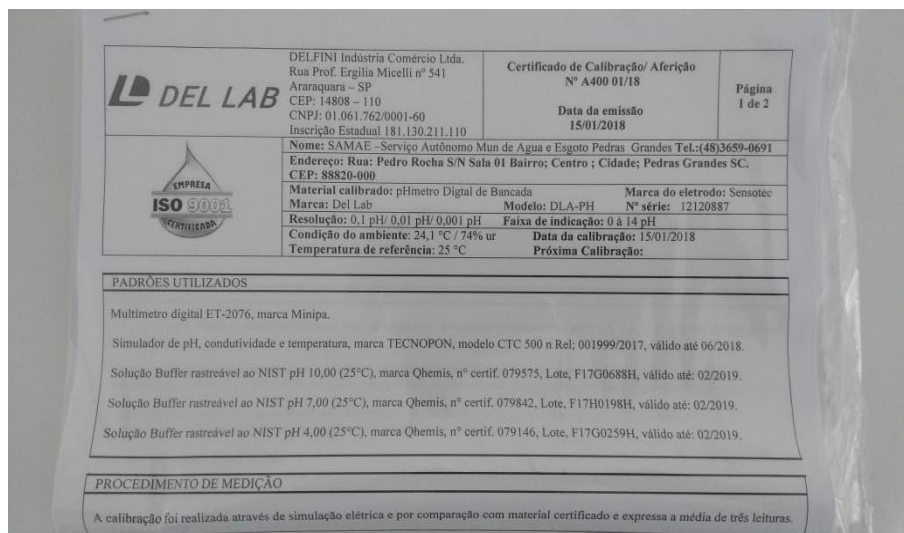 DEL LAB
DELFINI Indústria Comércio Ltda.
Rua Prof. Ergilia Micelli nº 541
Araraquara – SP
CEP: 14808 – 110
CNPJ: 01.061.762/0001-60
Inscrição Estadual 181.130.211.110
Certificado de Calibração/ Aferição
Nº A400 01/18
Data da emissão
15/01/2018
Página
1 de 2
EMPRESA
ISO 9001
CERTIFICADA
Nome: SAMAE –Serviço Autônomo Mun de Agua e Esgoto Pedras Grandes Tel.:(48)3659-0691
Endereço: Rua: Pedro Rocha S/N Sala 01 Bairro; Centro ; Cidade; Pedras Grandes SC.
CEP: 88820-000
Material calibrado: pHmetro Digtal de Bancada Marca do eletrodo: Sensotec
Marca: Del Lab Modelo: DLA-PH Nº série: 12120887
Resolução: 0,1 pH/ 0,01 pH/ 0,001 pH Faixa de indicação: 0 à 14 pH
Condição do ambiente: 24,1 °C / 74% ur Data da calibração: 15/01/2018
Temperatura de referência: 25 °C Próxima Calibração:
PADRÕES UTILIZADOS
Multimetro digital ET-2076, marca Minipa.
Simulador de pH, condutividade e temperatura, marca TECNOPON, modelo CTC 500 n Rel; 001999/2017, válido até 06/2018.
Solução Buffer rastreável ao NIST pH 10,00 (25°C), marca Qhemis, nº certif. 079575, Lote, F17G0688H, válido até: 02/2019.
Solução Buffer rastreável ao NIST pH 7,00 (25°C), marca Qhemis, nº certif. 079842, Lote, F17H0198H, válido até: 02/2019.
Solução Buffer rastreável ao NIST pH 4,00 (25°C), marca Qhemis, nº certif. 079146, Lote, F17G0259H, válido até: 02/2019.
PROCEDIMENTO DE MEDIÇÃO
A calibração foi realizada através de simulação elétrica e por comparação com material certificado e expressa a média de três leituras.